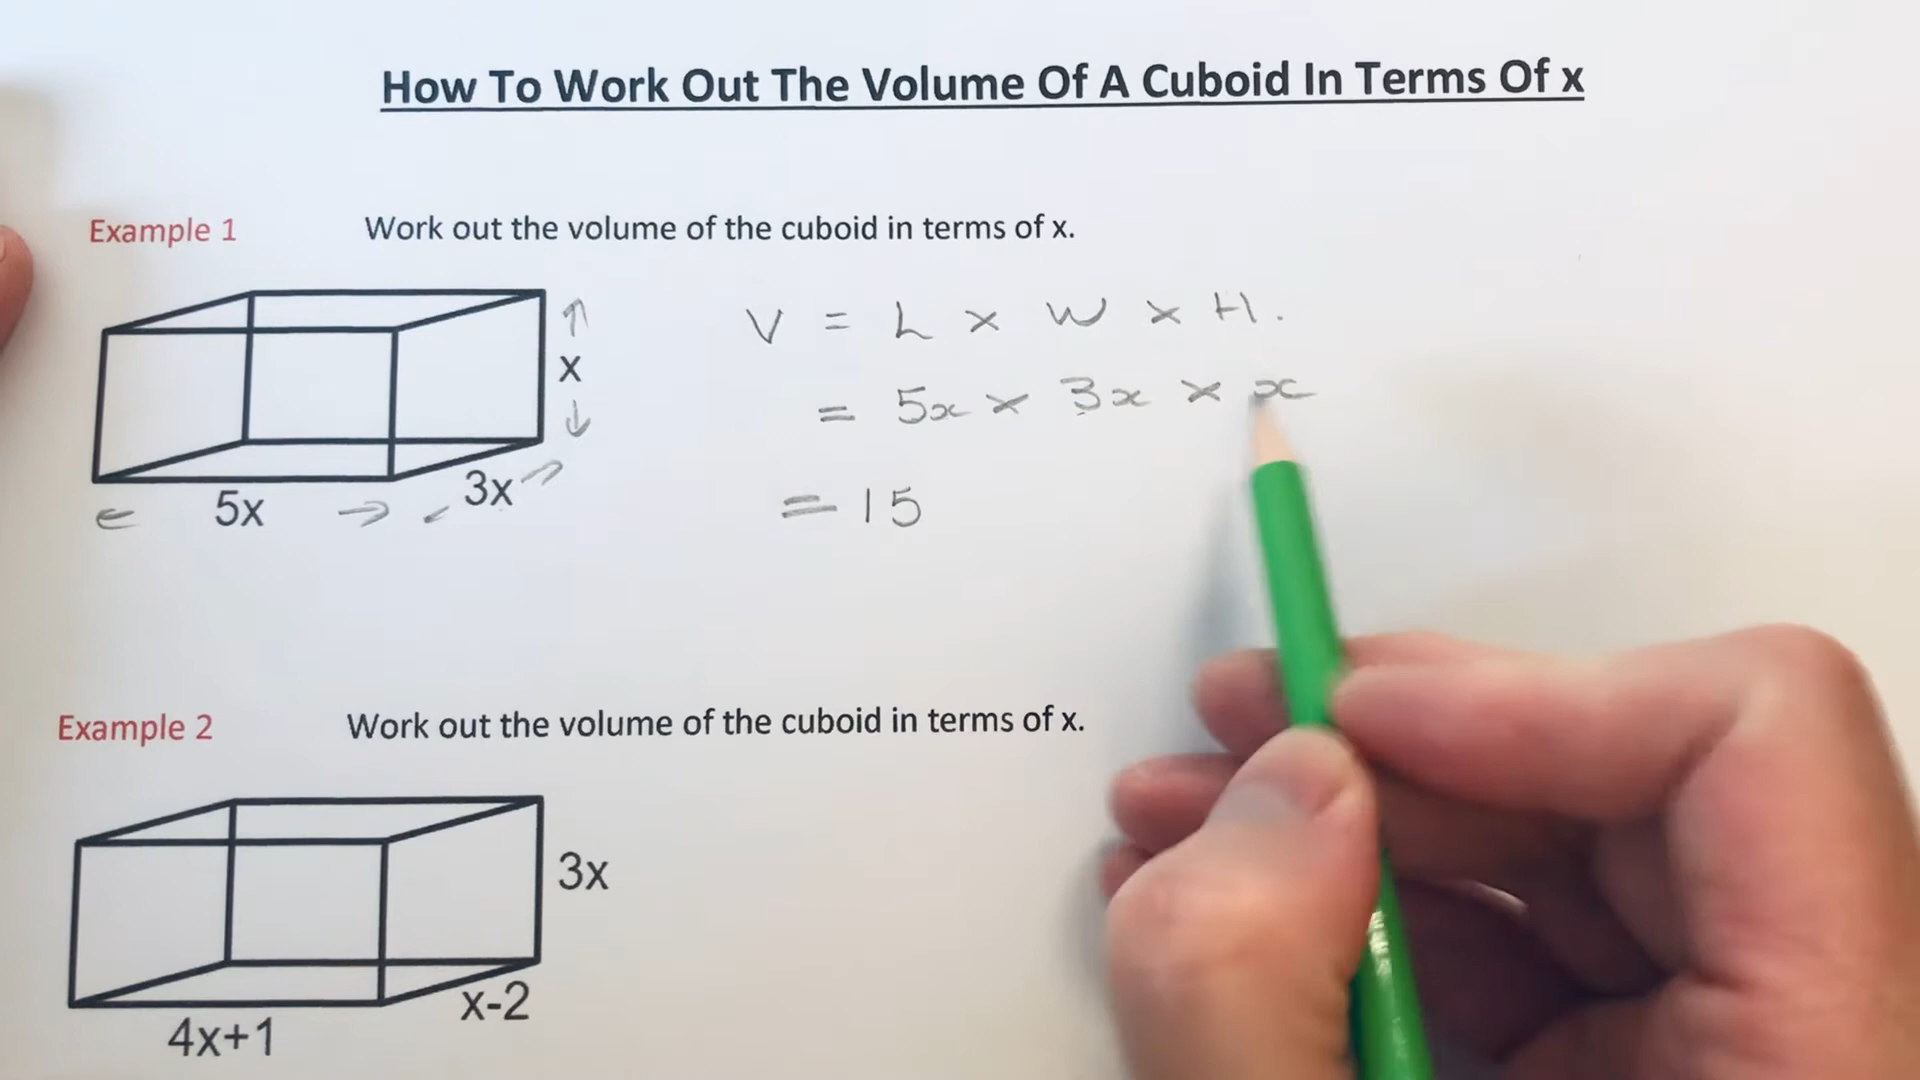 How To Work Out The Volume Of A Cuboid In Terms Of x
Example 1 Work out the volume of the cuboid in terms of x.
V = L × W × H.
x
= 5x × 3x × x
3x
5x
= 15
Example 2 Work out the volume of the cuboid in terms of x.
3x
x-2
4x+1